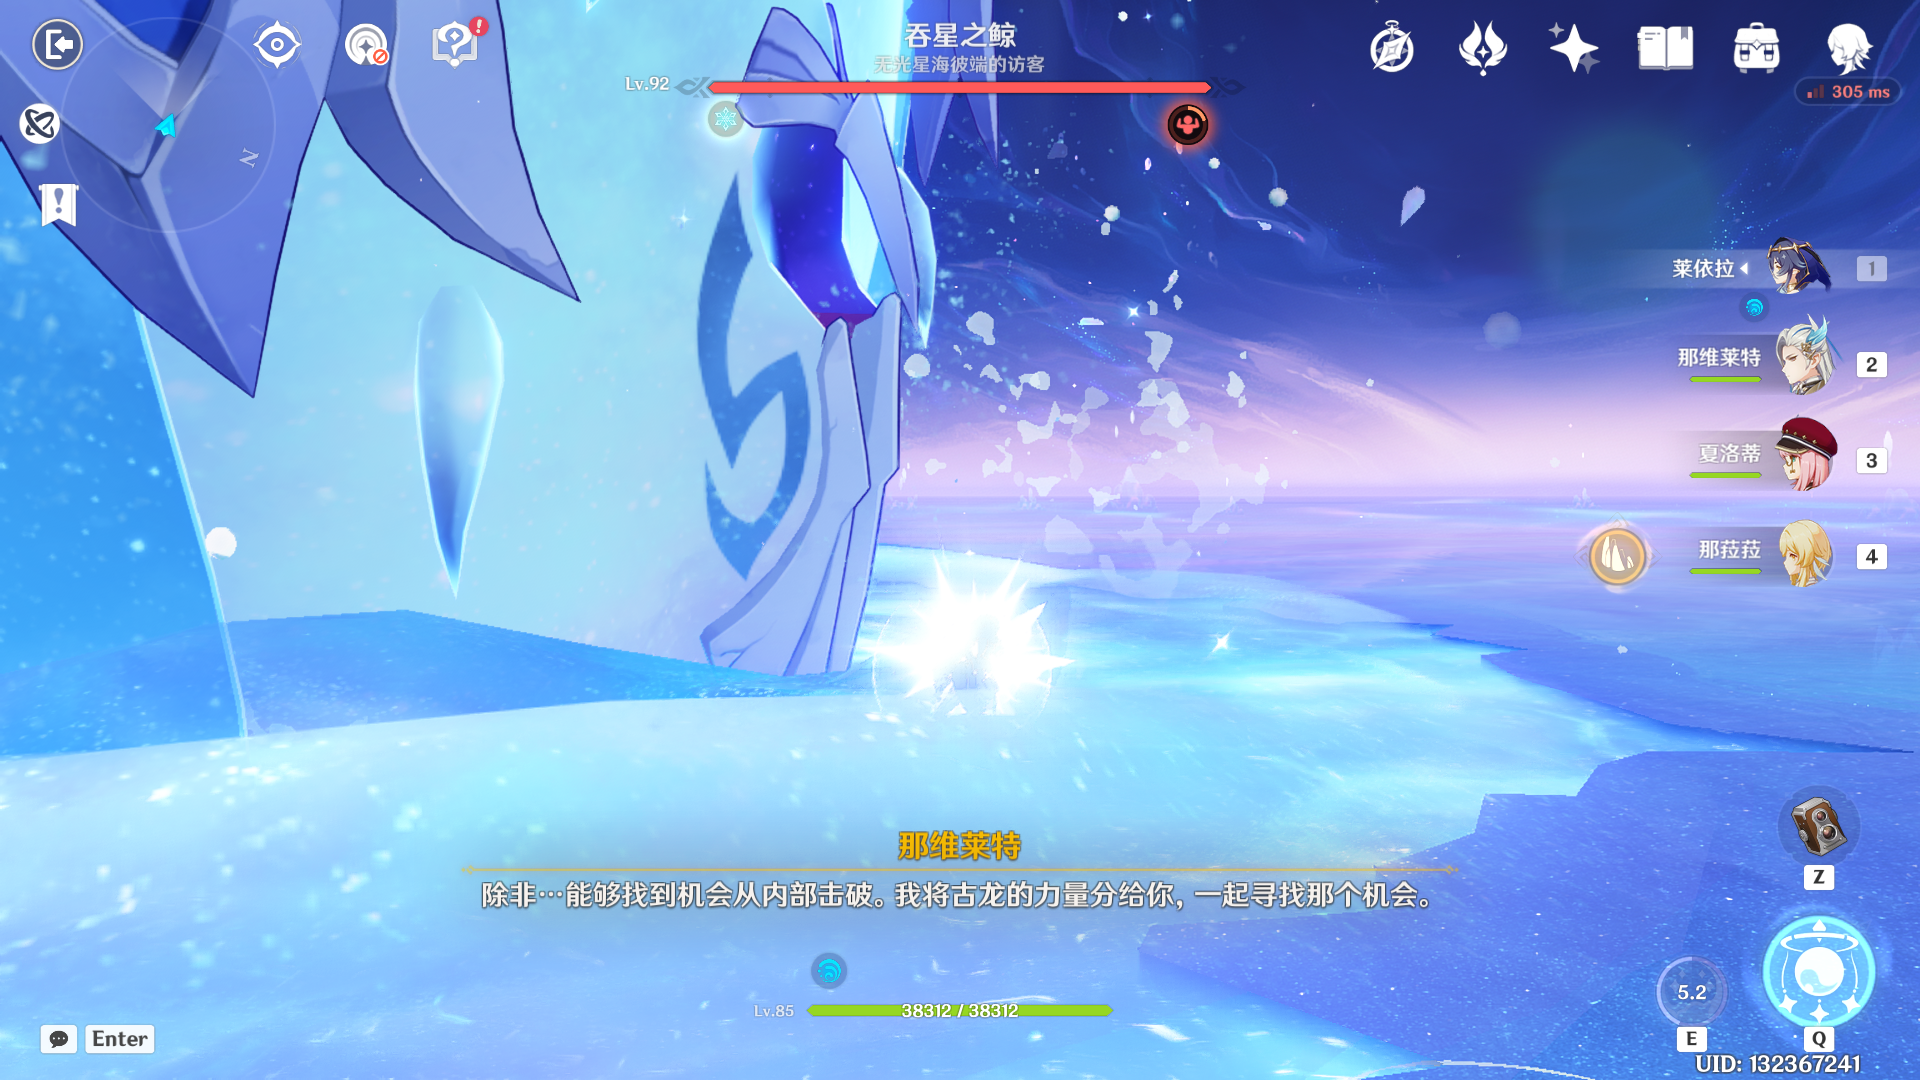 吞星之鲸
无光星海彼端的访客
Lv.92
305 ms
N
莱依拉
1
那维莱特
2
夏洛蒂
3
那菈菈
4
那维莱特
除非…能够找到机会从内部击破。我将古龙的力量分给你，一起寻找那个机会。
Z
5.2
E
Q
Lv.85
38312 / 38312
Enter
UID: 132367241